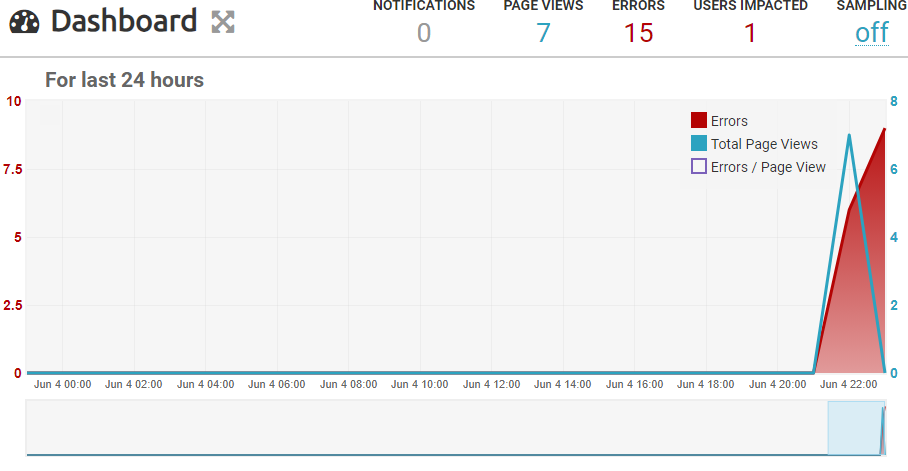 Dashboard
NOTIFICATIONS PAGE VIEWS ERRORS USERS IMPACTED SAMPLING
0 7 15 1 off
For last 24 hours
10 8
Errors
Total Page Views
7.5 6
Errors / Page View
5 4
2.5 2
0 0
Jun 4 00:00 Jun 4 02:00 Jun 4 04:00 Jun 4 06:00 Jun 4 08:00 Jun 4 10:00 Jun 4 12:00 Jun 4 14:00 Jun 4 16:00 Jun 4 18:00 Jun 4 20:00 Jun 4 22:00